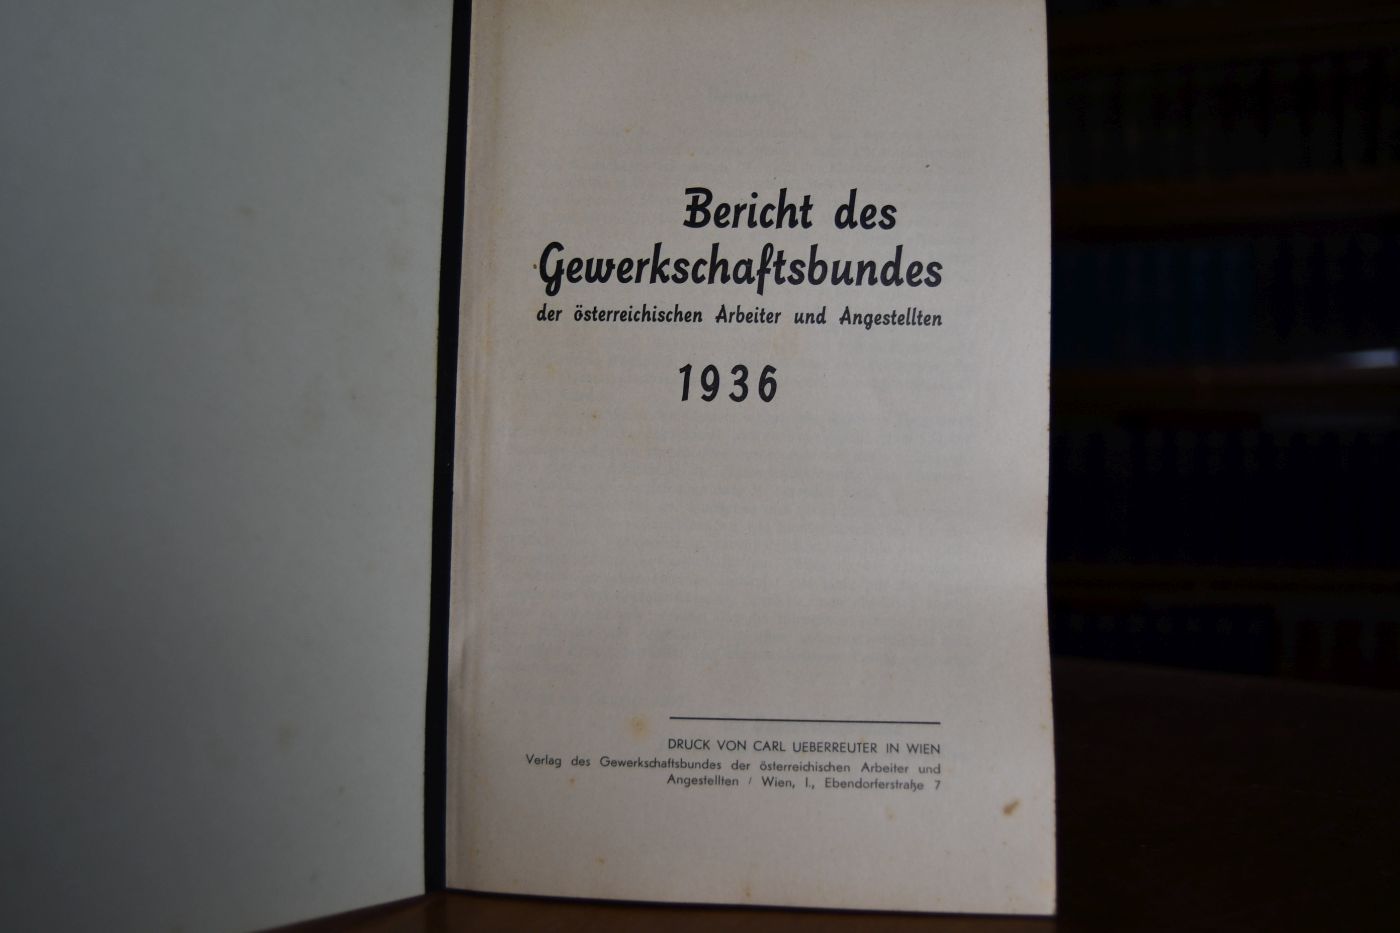 Bericht des
Gewerkschaftsbundes
der österreichischen Arbeiter und Angestellten
1936
DRUCK VON CARL UEBERREUTER IN WIEN
Verlag des Gewerkschaftsbundes der österreichischen Arbeiter und
Angestellten / Wien, I., Ebendorferstraße 7